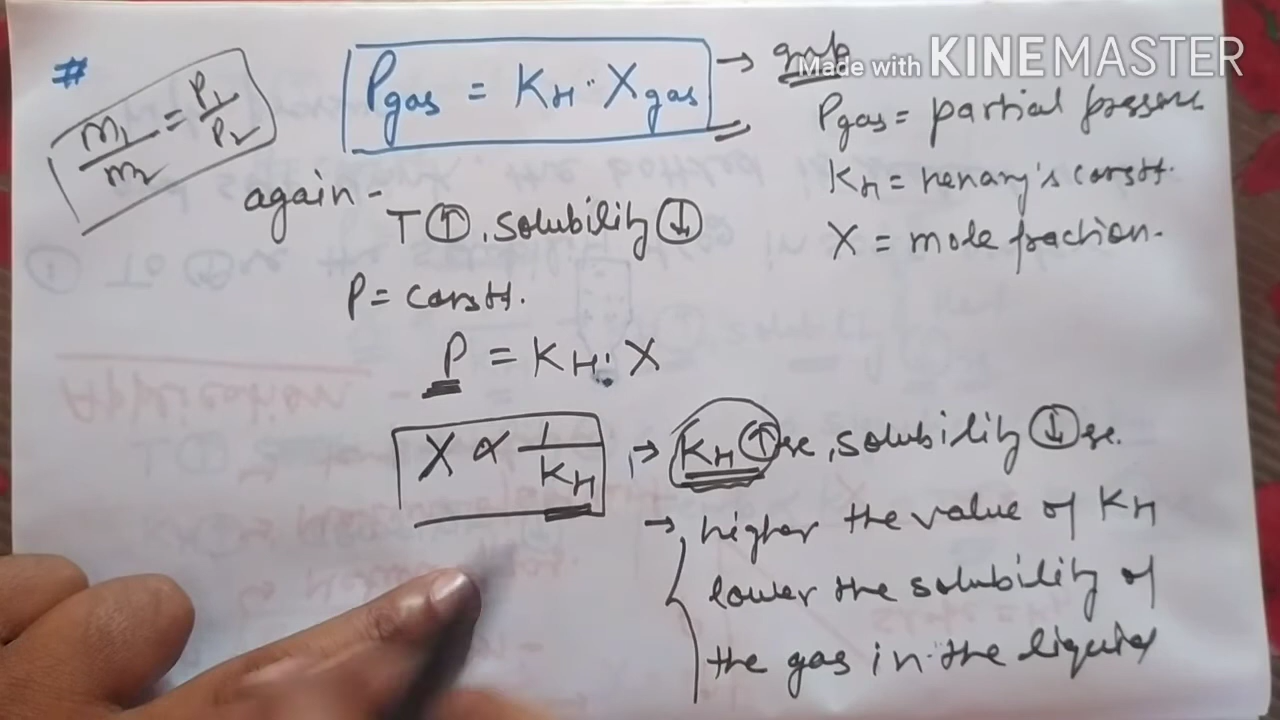 #
m1/m2 = P1/P2
Pgas = KH · Xgas → imp
Made with KINEMASTER
Pgas = partial pressure
KH = henary's constt.
X = mole fraction.
again -
T ↑, solubility ↓
P = constt.
P = KH · X
X ∝ 1/KH, → KH ↑se, solubility ↓se.
→ higher the value of KH
lower the solubility of
the gas in the liquid
Application -